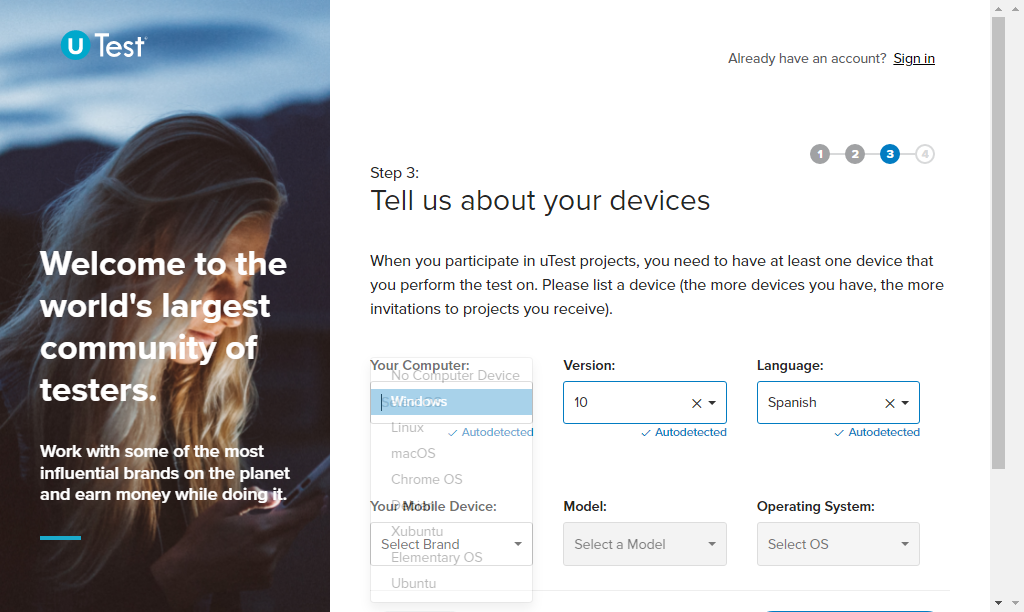 U Test
Already have an account? Sign in
1 2 3 4
Step 3:
Tell us about your devices
Welcome to the
world's largest
community of
testers.
Work with some of the most
influential brands on the planet
and earn money while doing it.
When you participate in uTest projects, you need to have at least one device that
you perform the test on. Please list a device (the more devices you have, the more
invitations to projects you receive).
Your Computer: Version: Language:
No Computer Device
Windows 10 Spanish
Linux
Autodetected Autodetected Autodetected
macOS
Chrome OS
Your Mobile Device: Model: Operating System:
Xubuntu
Select Brand Select a Model Select OS
Elementary OS
Ubuntu